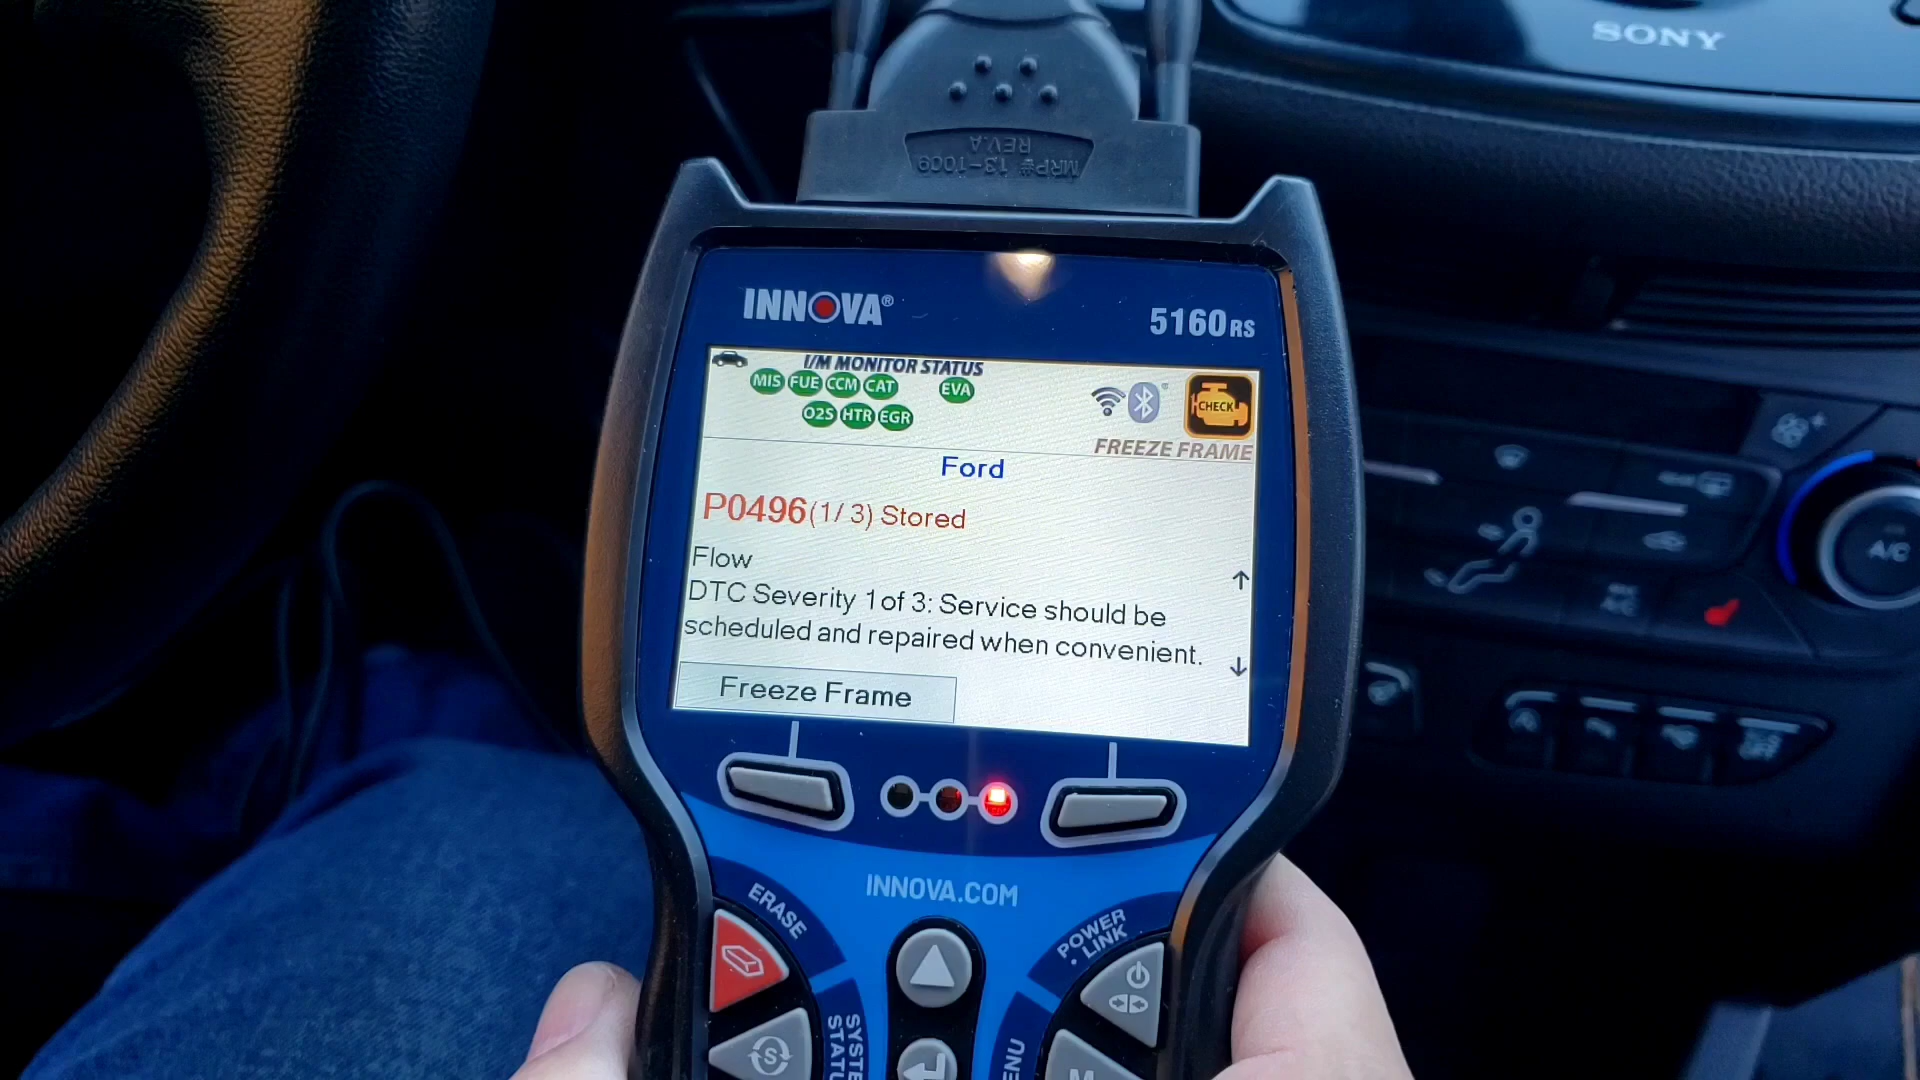 SONY
MRP# 13-1009
REV.A
INNOVA®
5160RS
I/M MONITOR STATUS
MIS FUE CCM CAT EVA
O2S HTR EGR
CHECK
FREEZE FRAME
Ford
P0496(1/3) Stored
Flow
DTC Severity 1 of 3: Service should be
scheduled and repaired when convenient.
Freeze Frame
INNOVA.COM
ERASE
POWER
• LINK
A/C